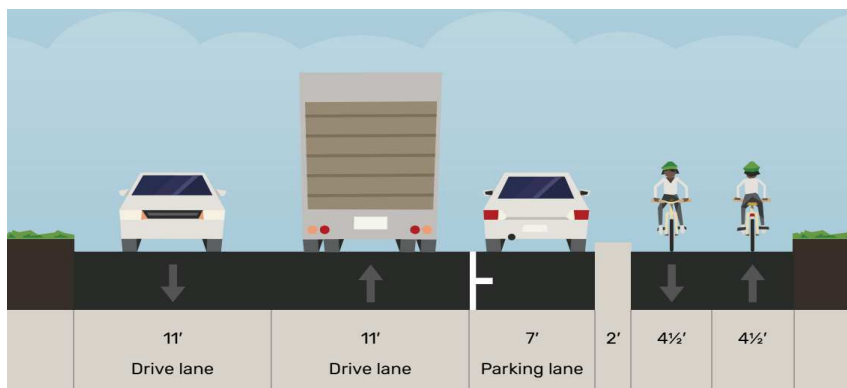 11′ 11′ 7′ 2′ 4½′ 4½′
Drive lane Drive lane Parking lane